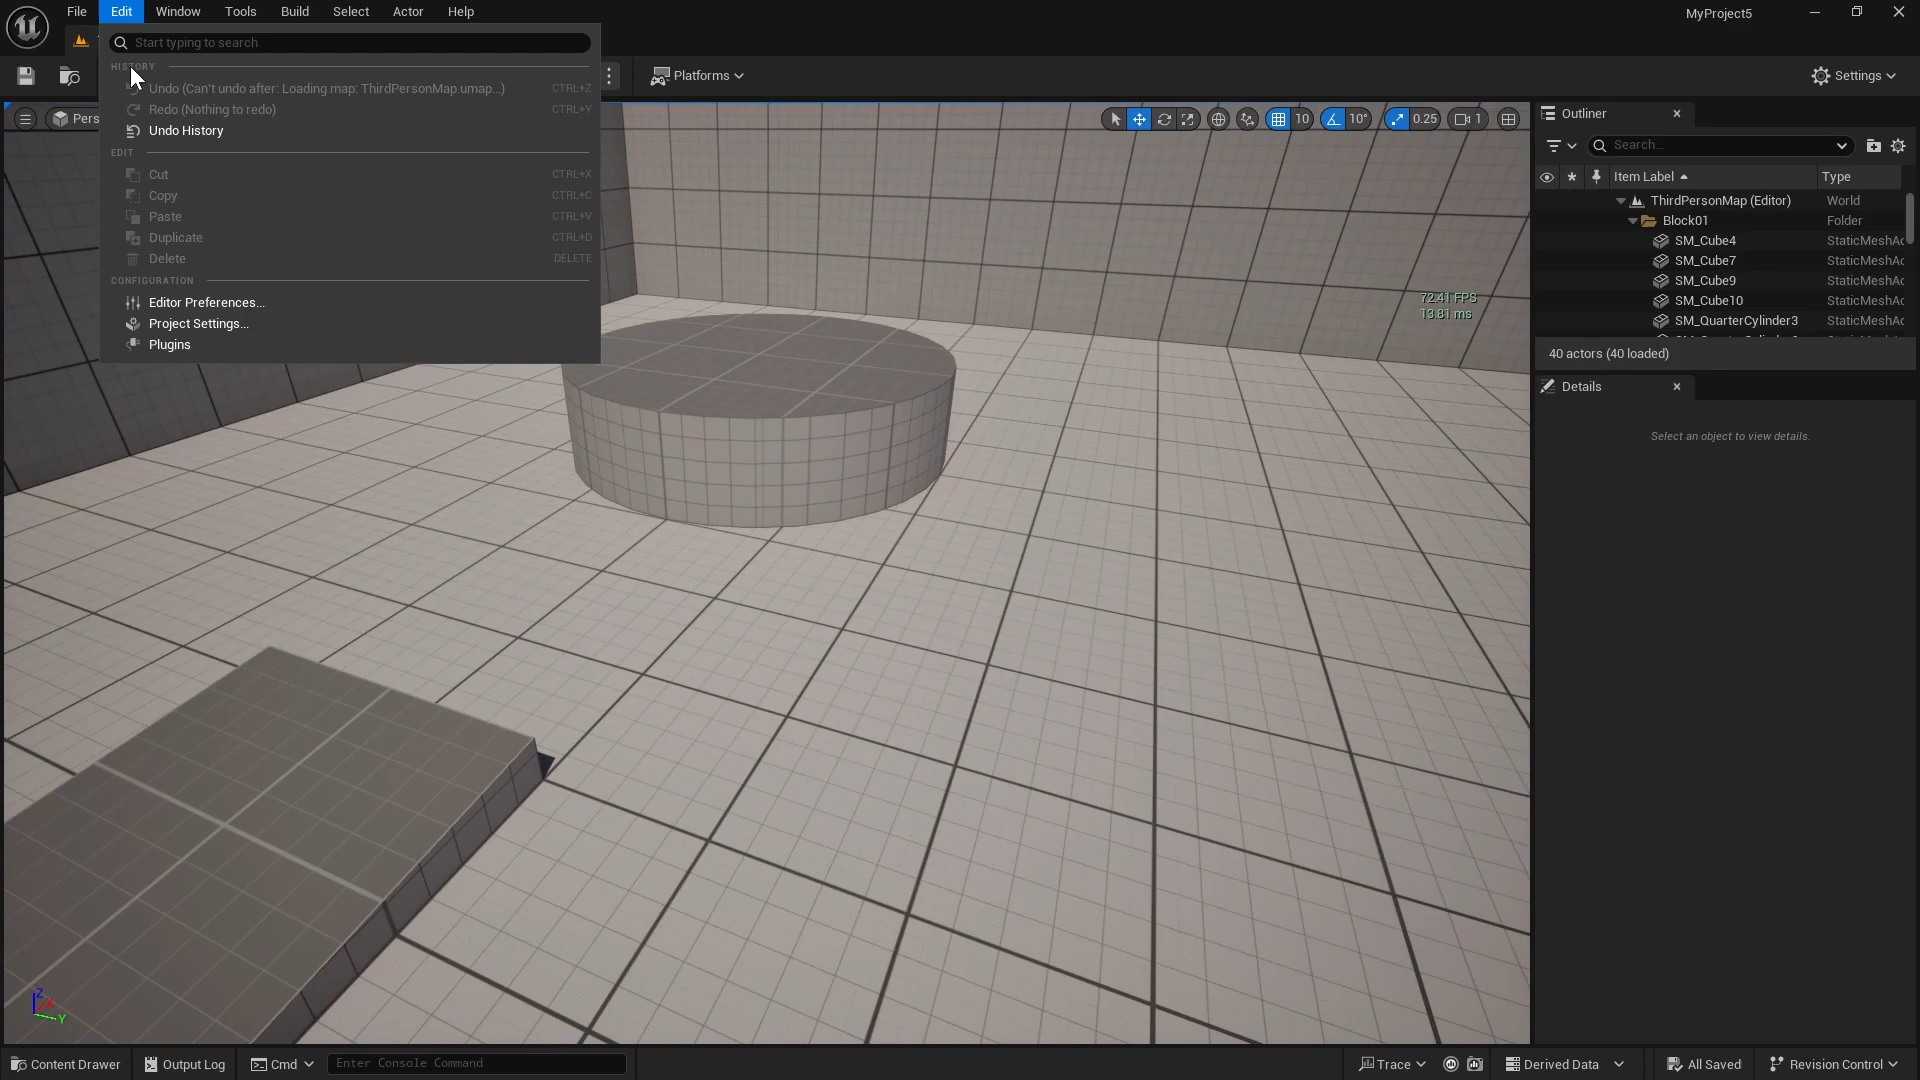 File Edit Window Tools Build Select Actor Help MyProject5
Start typing to search
HISTORY
Undo (Can't undo after: Loading map: ThirdPersonMap.umap...) CTRL+Z
Redo (Nothing to redo) CTRL+Y
Undo History
EDIT
Cut CTRL+X
Copy CTRL+C
Paste CTRL+V
Duplicate CTRL+D
Delete DELETE
CONFIGURATION
Editor Preferences...
Project Settings...
Plugins
Platforms
Settings
Pers
10 10° 0.25 1
72.41 FPS
13.81 ms
Z
X
Y
Outliner
Search...
Item Label Type
ThirdPersonMap (Editor) World
Block01 Folder
SM_Cube4 StaticMeshAc
SM_Cube7 StaticMeshAc
SM_Cube9 StaticMeshAc
SM_Cube10 StaticMeshAc
SM_QuarterCylinder3 StaticMeshAc
40 actors (40 loaded)
Details
Select an object to view details.
Content Drawer Output Log Cmd Enter Console Command Trace Derived Data All Saved Revision Control